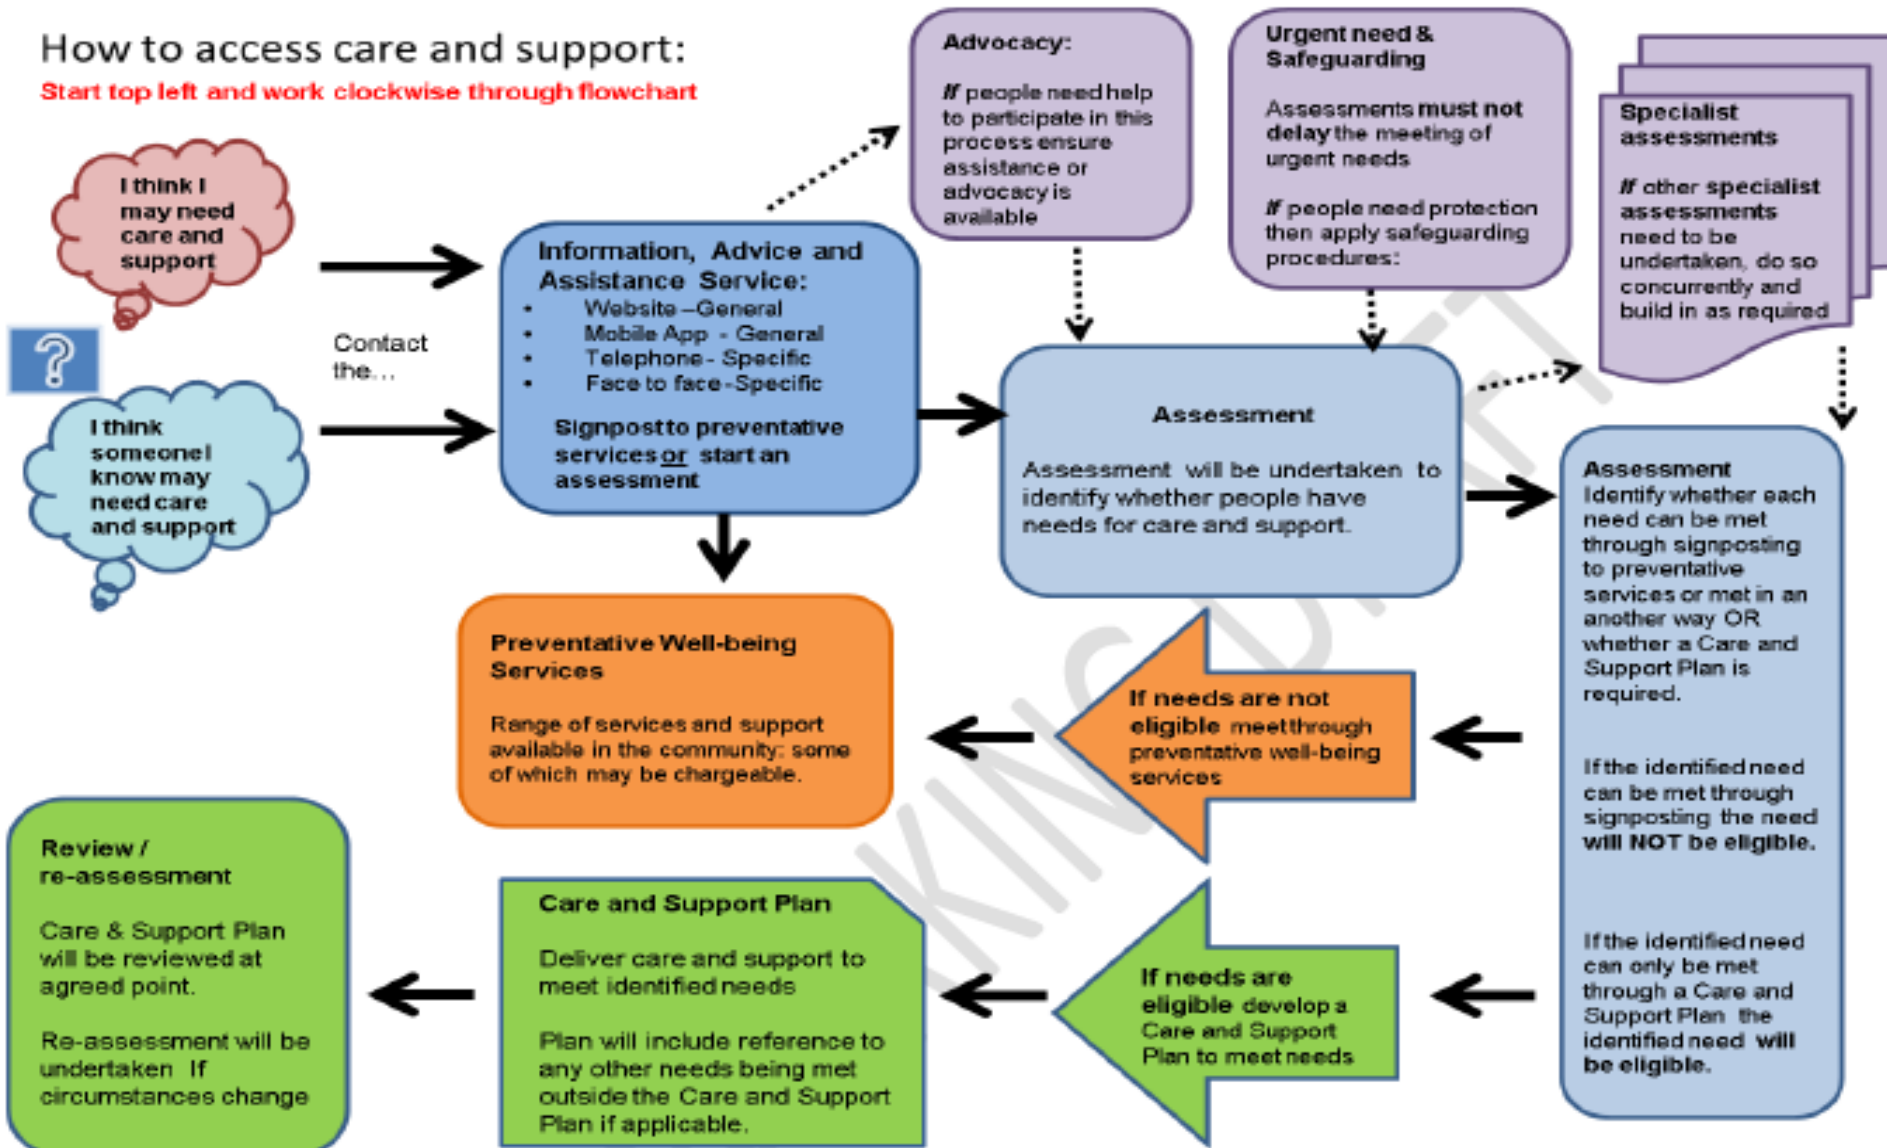 How to access care and support:
Start top left and work clockwise through flowchart
I think I
may need
care and
support
?
I think
someone I
know may
need care
and support
Contact
the...
Information, Advice and
Assistance Service:
• Website –General
• Mobile App - General
• Telephone - Specific
• Face to face -Specific
Signpost to preventative
services or start an
assessment
Advocacy:
If people need help
to participate in this
process ensure
assistance or
advocacy is
available
Urgent need &
Safeguarding
Assessments must not
delay the meeting of
urgent needs
If people need protection
then apply safeguarding
procedures:
Specialist
assessments
If other specialist
assessments
need to be
undertaken, do so
concurrently and
build in as required
Assessment
Assessment will be undertaken to
identify whether people have
needs for care and support.
Assessment
Identify whether each
need can be met
through signposting
to preventative
services or met in an
another way OR
whether a Care and
Support Plan is
required.
If the identified need
can be met through
signposting the need
will NOT be eligible.
If the identified need
can only be met
through a Care and
Support Plan the
identified need will
be eligible.
If needs are not
eligible meet through
preventative well-being
services
Preventative Well-being
Services
Range of services and support
available in the community: some
of which may be chargeable.
If needs are
eligible develop a
Care and Support
Plan to meet needs
Care and Support Plan
Deliver care and support to
meet identified needs
Plan will include reference to
any other needs being met
outside the Care and Support
Plan if applicable.
Review /
re-assessment
Care & Support Plan
will be reviewed at
agreed point.
Re-assessment will be
undertaken If
circumstances change